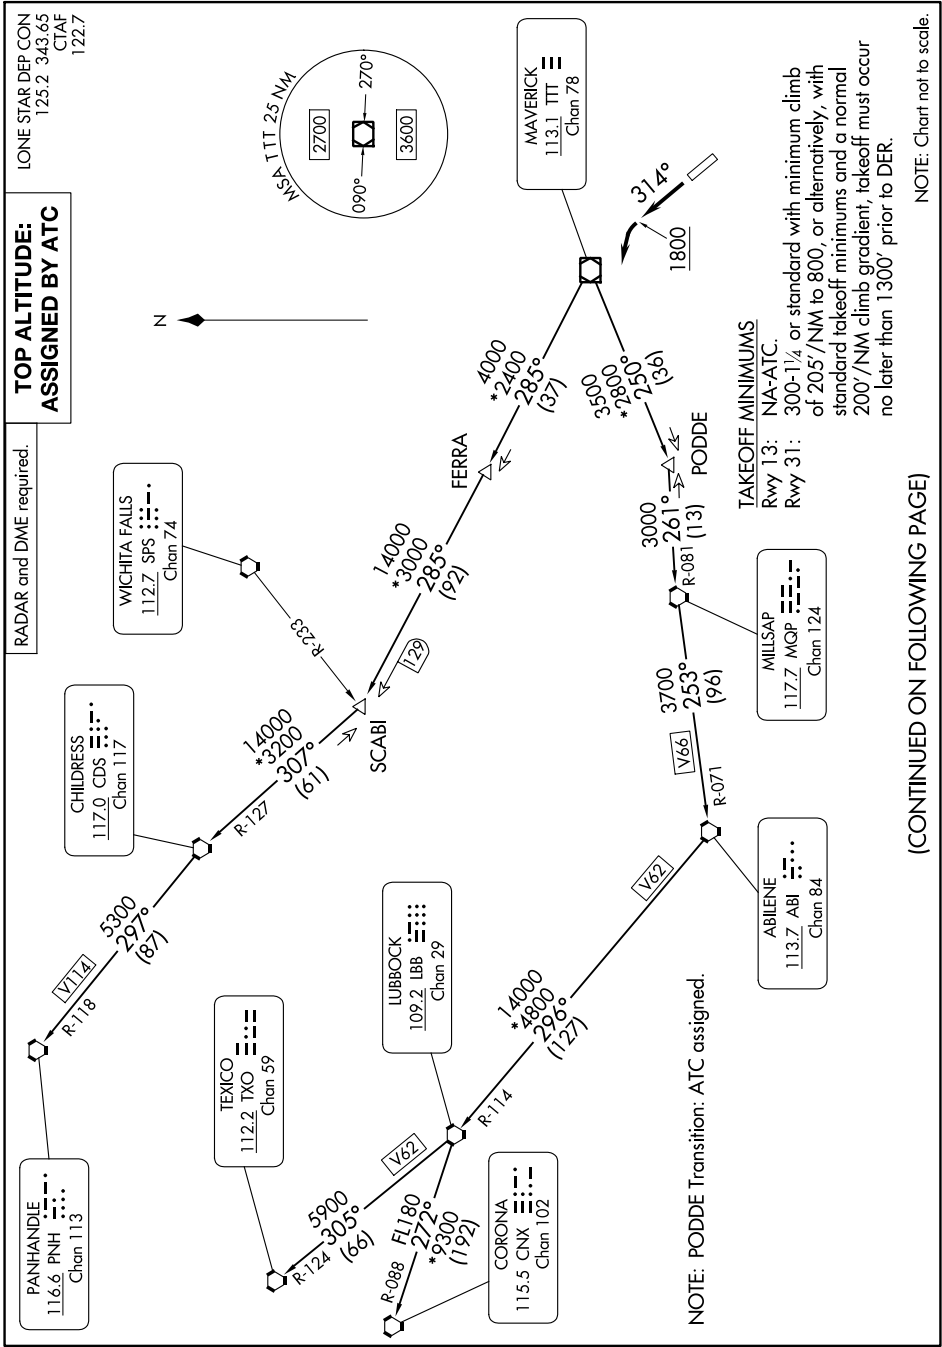 LONE STAR DEP CON
125.2 343.65
CTAF
122.7
TOP ALTITUDE:
ASSIGNED BY ATC
RADAR and DME required.
MSA TTT 25 NM
2700
270°
090°
3600
N
MAVERICK
113.1 TTT
Chan 78
314°
1800
4000
*2400
285°
(37)
3500
*2800
250°
(36)
FERRA
PODDE
WICHITA FALLS
112.7 SPS
Chan 74
R-233
14000
*3000
285°
(92)
129
SCABI
3000
261°
(13)
R-081
MILLSAP
117.7 MQP
Chan 124
CHILDRESS
117.0 CDS
Chan 117
14000
*3200
307°
(61)
R-127
3700
253°
(96)
V66
R-071
ABILENE
113.7 ABI
Chan 84
5300
297°
(87)
V114
R-118
PANHANDLE
116.6 PNH
Chan 113
V62
14000
*4800
296°
(127)
R-114
LUBBOCK
109.2 LBB
Chan 29
TEXICO
112.2 TXO
Chan 59
V62
5900
305°
(66)
R-124
FL180
272°
*9300
(192)
R-088
CORONA
115.5 CNX
Chan 102
TAKEOFF MINIMUMS
Rwy 13: NA-ATC.
Rwy 31: 300-1¼ or standard with minimum climb
of 205'/NM to 800, or alternatively, with
standard takeoff minimums and a normal
200'/NM climb gradient, takeoff must occur
no later than 1300' prior to DER.
NOTE: PODDE Transition: ATC assigned.
NOTE: Chart not to scale.
(CONTINUED ON FOLLOWING PAGE)